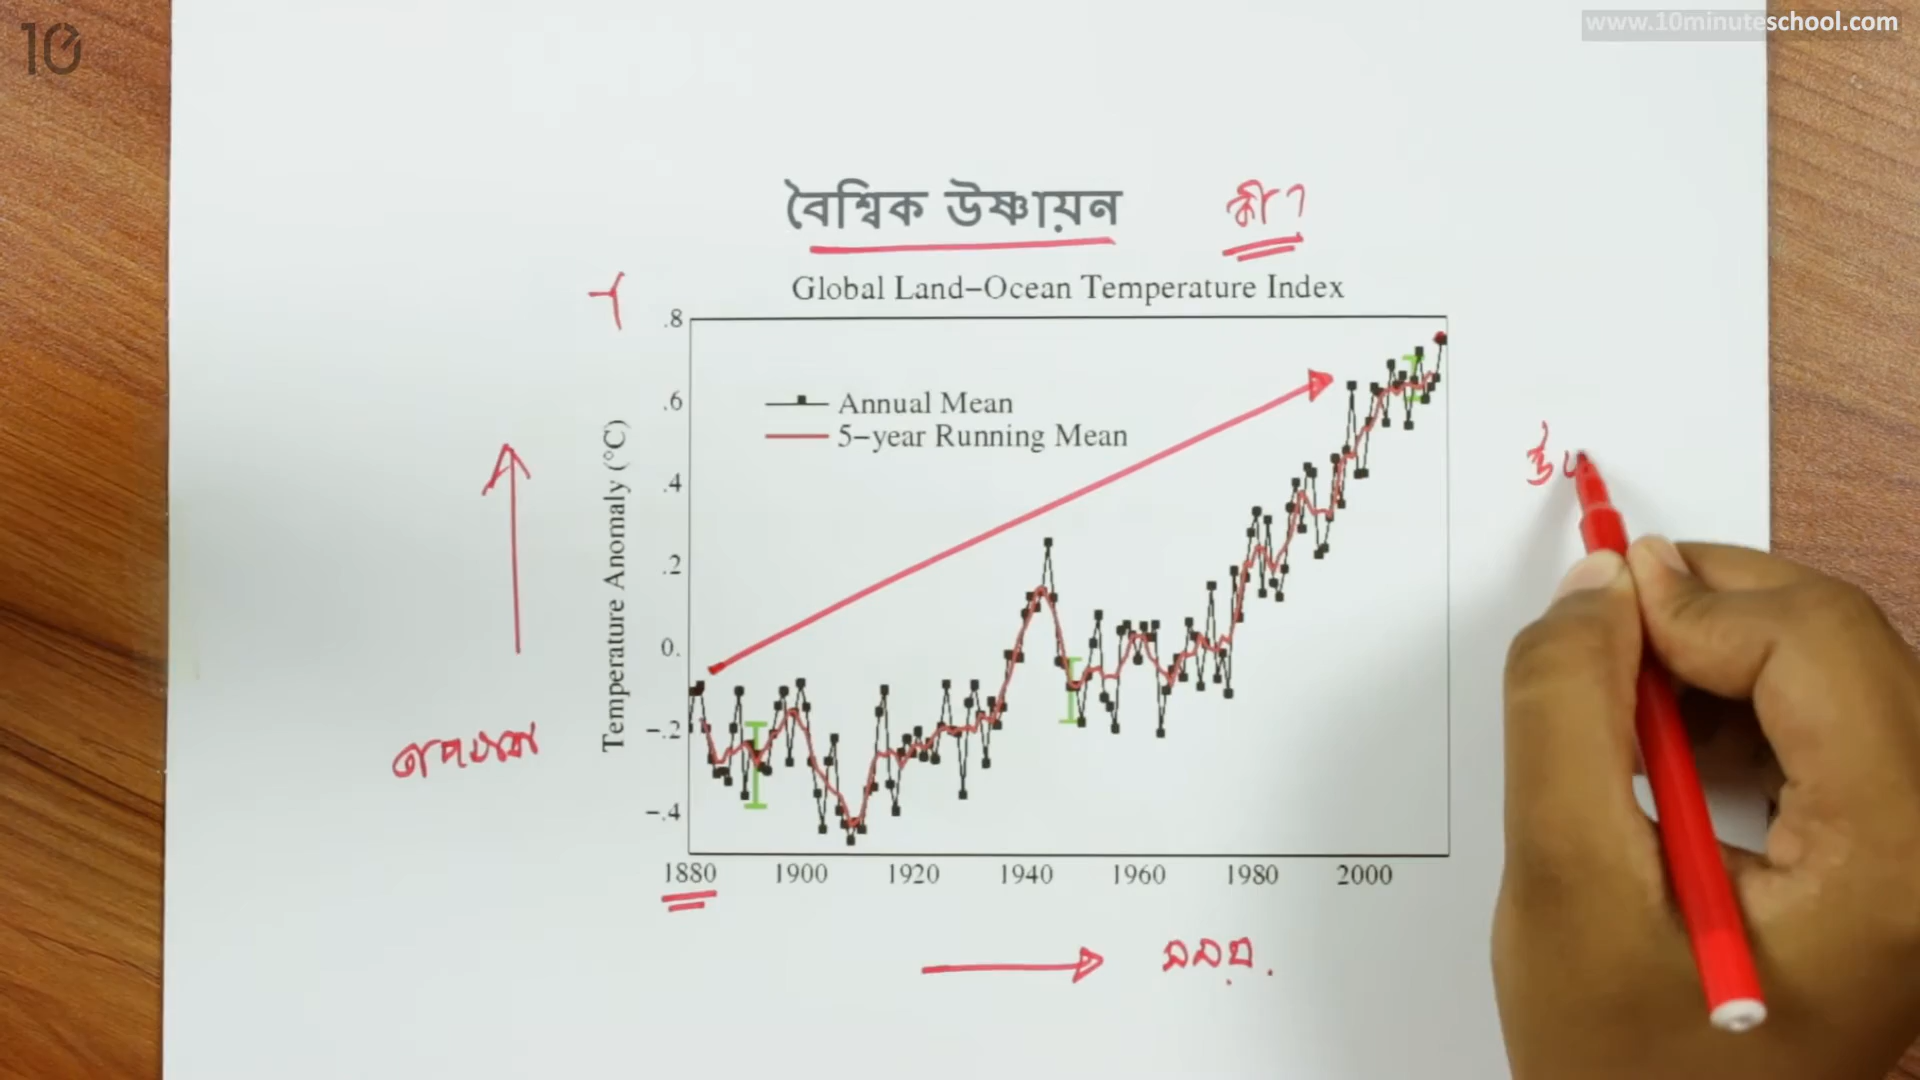 10
www.10minuteschool.com
বৈশ্বিক উষ্ণায়ন কী?
Global Land–Ocean Temperature Index
Y
.8
.6
.4
.2
0.
−.2
−.4
Temperature Anomaly (°C)
Annual Mean
5−year Running Mean
তাপমাত্রা
1880 1900 1920 1940 1960 1980 2000
সময়.